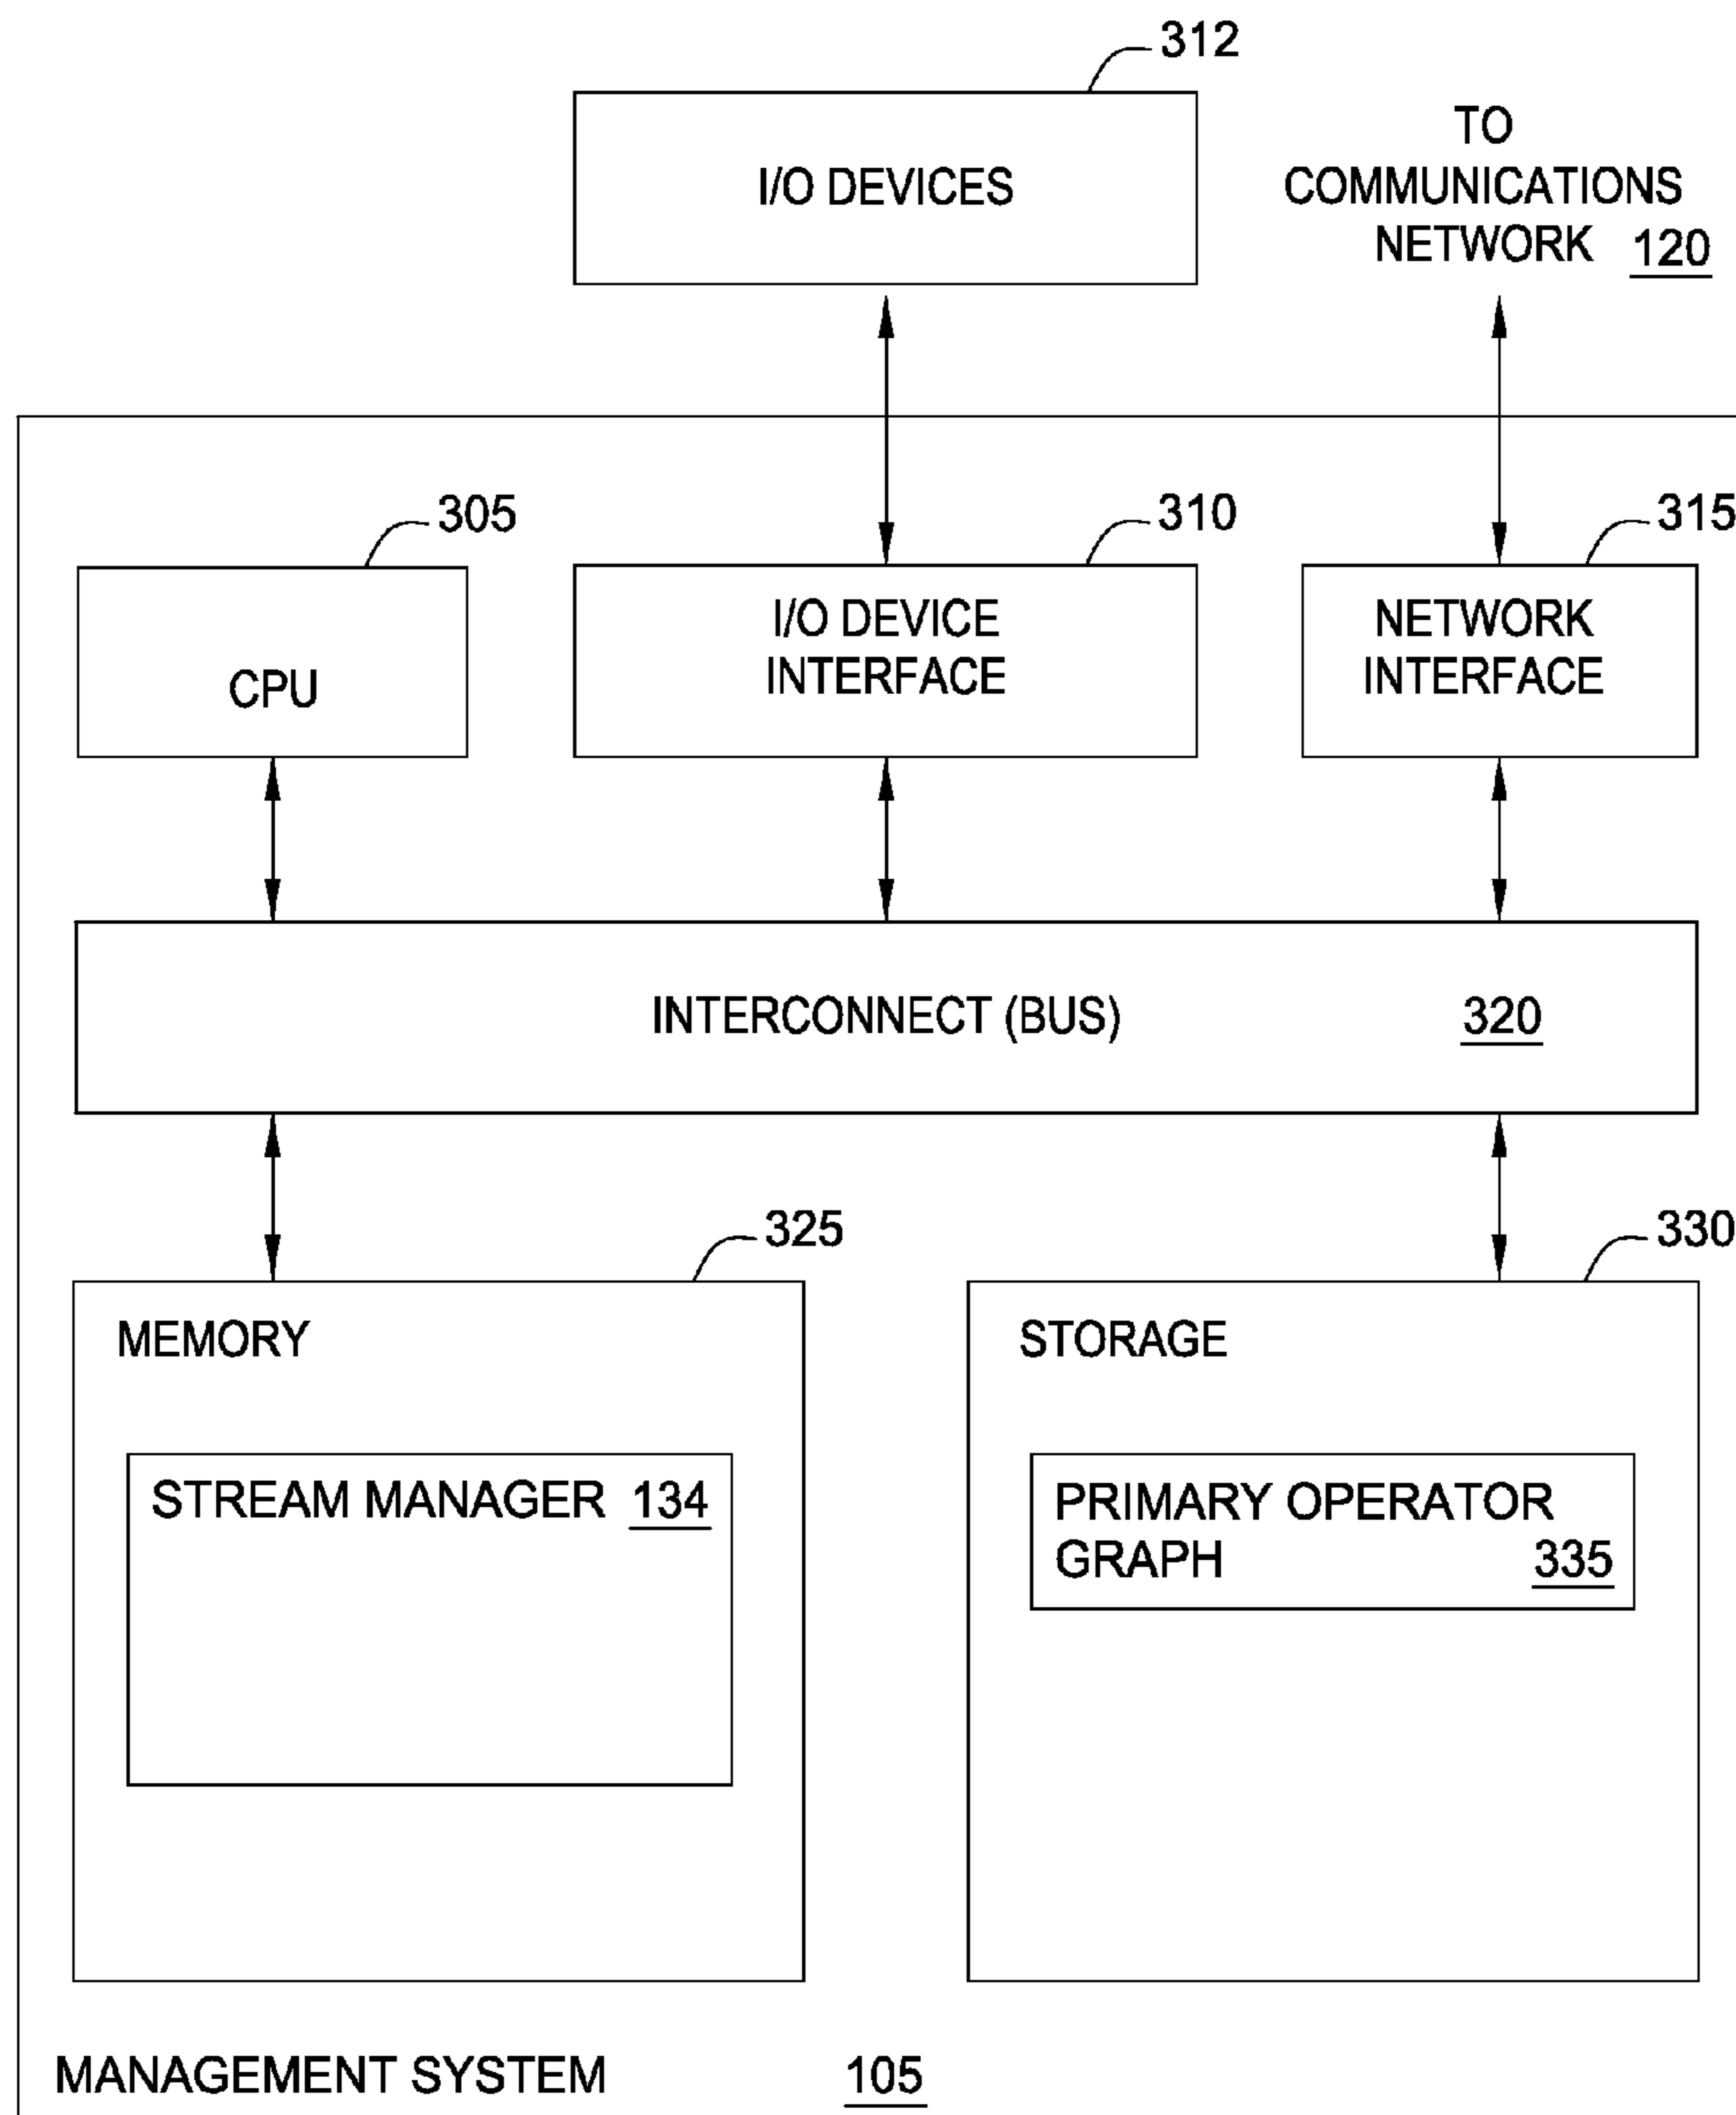 312
I/O DEVICES
TO
COMMUNICATIONS
NETWORK 120
305
310
315
CPU
I/O DEVICE
INTERFACE
NETWORK
INTERFACE
INTERCONNECT (BUS) 320
325
330
MEMORY
STORAGE
STREAM MANAGER 134
PRIMARY OPERATOR
GRAPH 335
MANAGEMENT SYSTEM 105